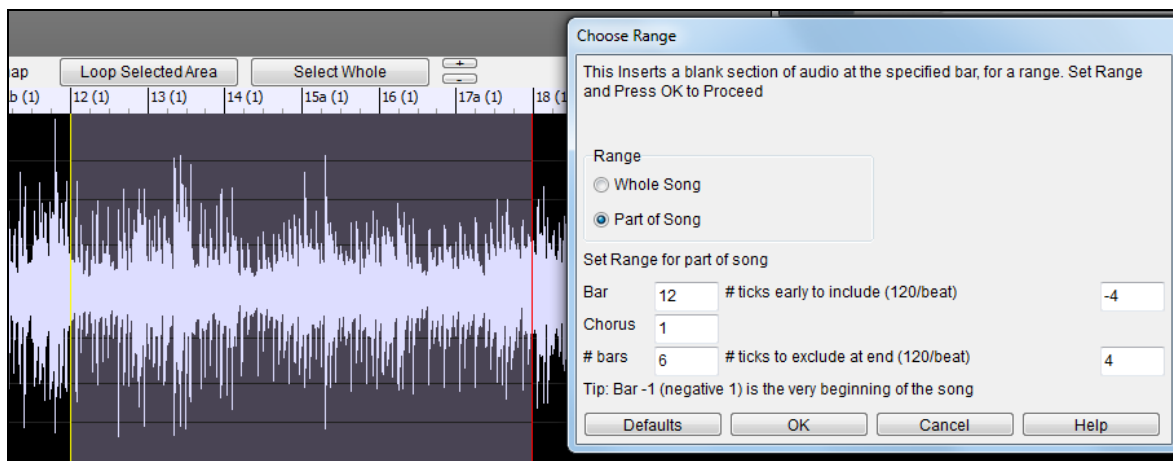 ap Loop Selected Area Select Whole + -
b (1) 12 (1) 13 (1) 14 (1) 15a (1) 16 (1) 17a (1) 18 (1
Choose Range
This Inserts a blank section of audio at the specified bar, for a range. Set Range
and Press OK to Proceed
Range
Whole Song
Part of Song
Set Range for part of song
Bar 12 # ticks early to include (120/beat) -4
Chorus 1
# bars 6 # ticks to exclude at end (120/beat) 4
Tip: Bar -1 (negative 1) is the very beginning of the song
Defaults OK Cancel Help